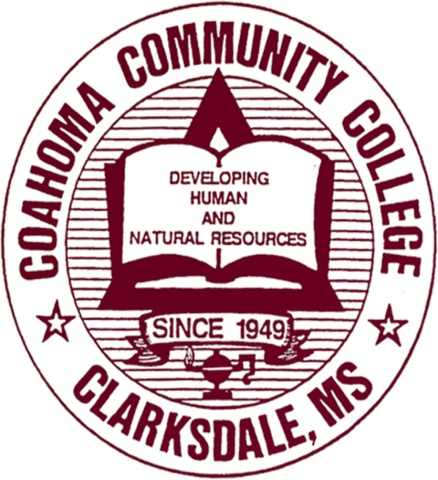 COAHOMA COMMUNITY COLLEGE
DEVELOPING
HUMAN
AND
NATURAL RESOURCES
SINCE 1949
CLARKSDALE, MS